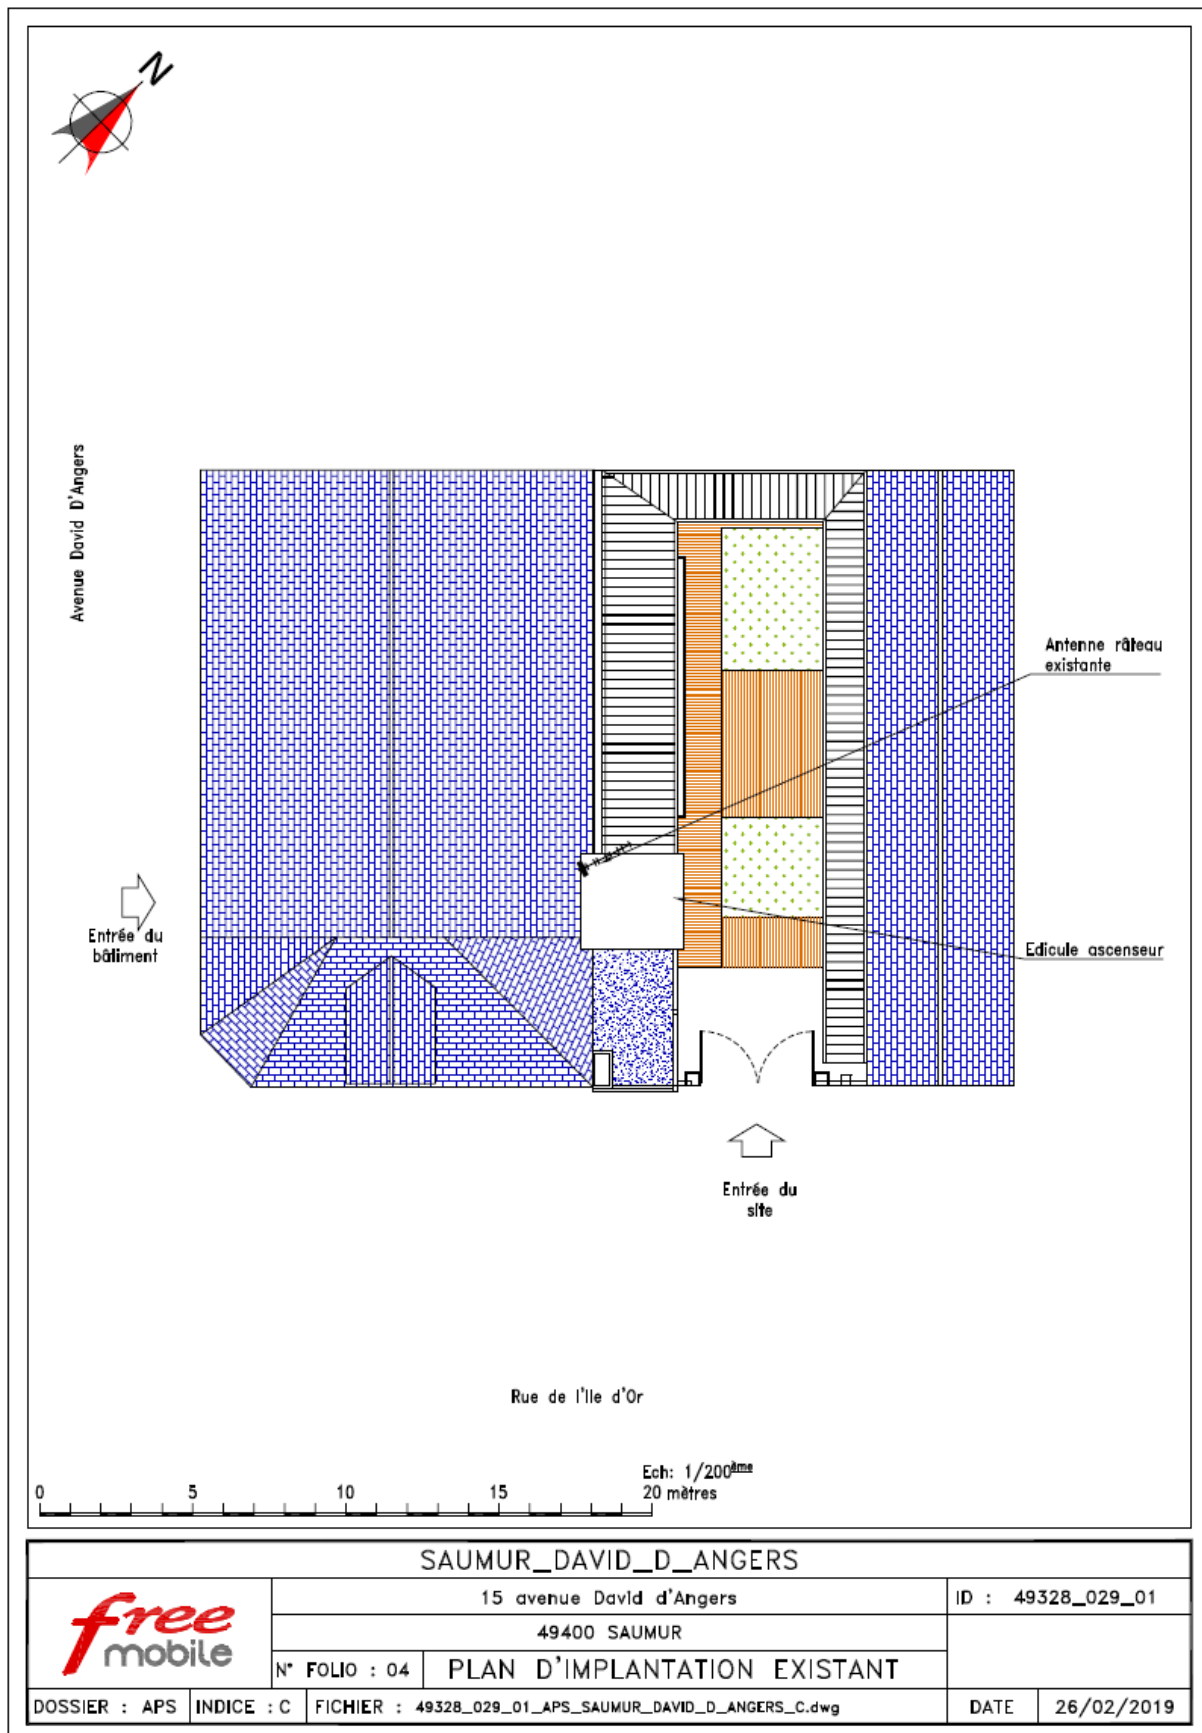 N
Avenue David D'Angers
Antenne râteau
existante
Entrée du
bâtiment
Edicule ascenseur
Entrée du
site
Rue de l'Ile d'Or
Ech: 1/200ème
0 5 10 15 20 mètres
SAUMUR_DAVID_D_ANGERS
free
mobile
15 avenue David d'Angers
ID : 49328_029_01
49400 SAUMUR
N° FOLIO : 04
PLAN D'IMPLANTATION EXISTANT
DOSSIER : APS
INDICE : C
FICHIER : 49328_029_01_APS_SAUMUR_DAVID_D_ANGERS_C.dwg
DATE
26/02/2019